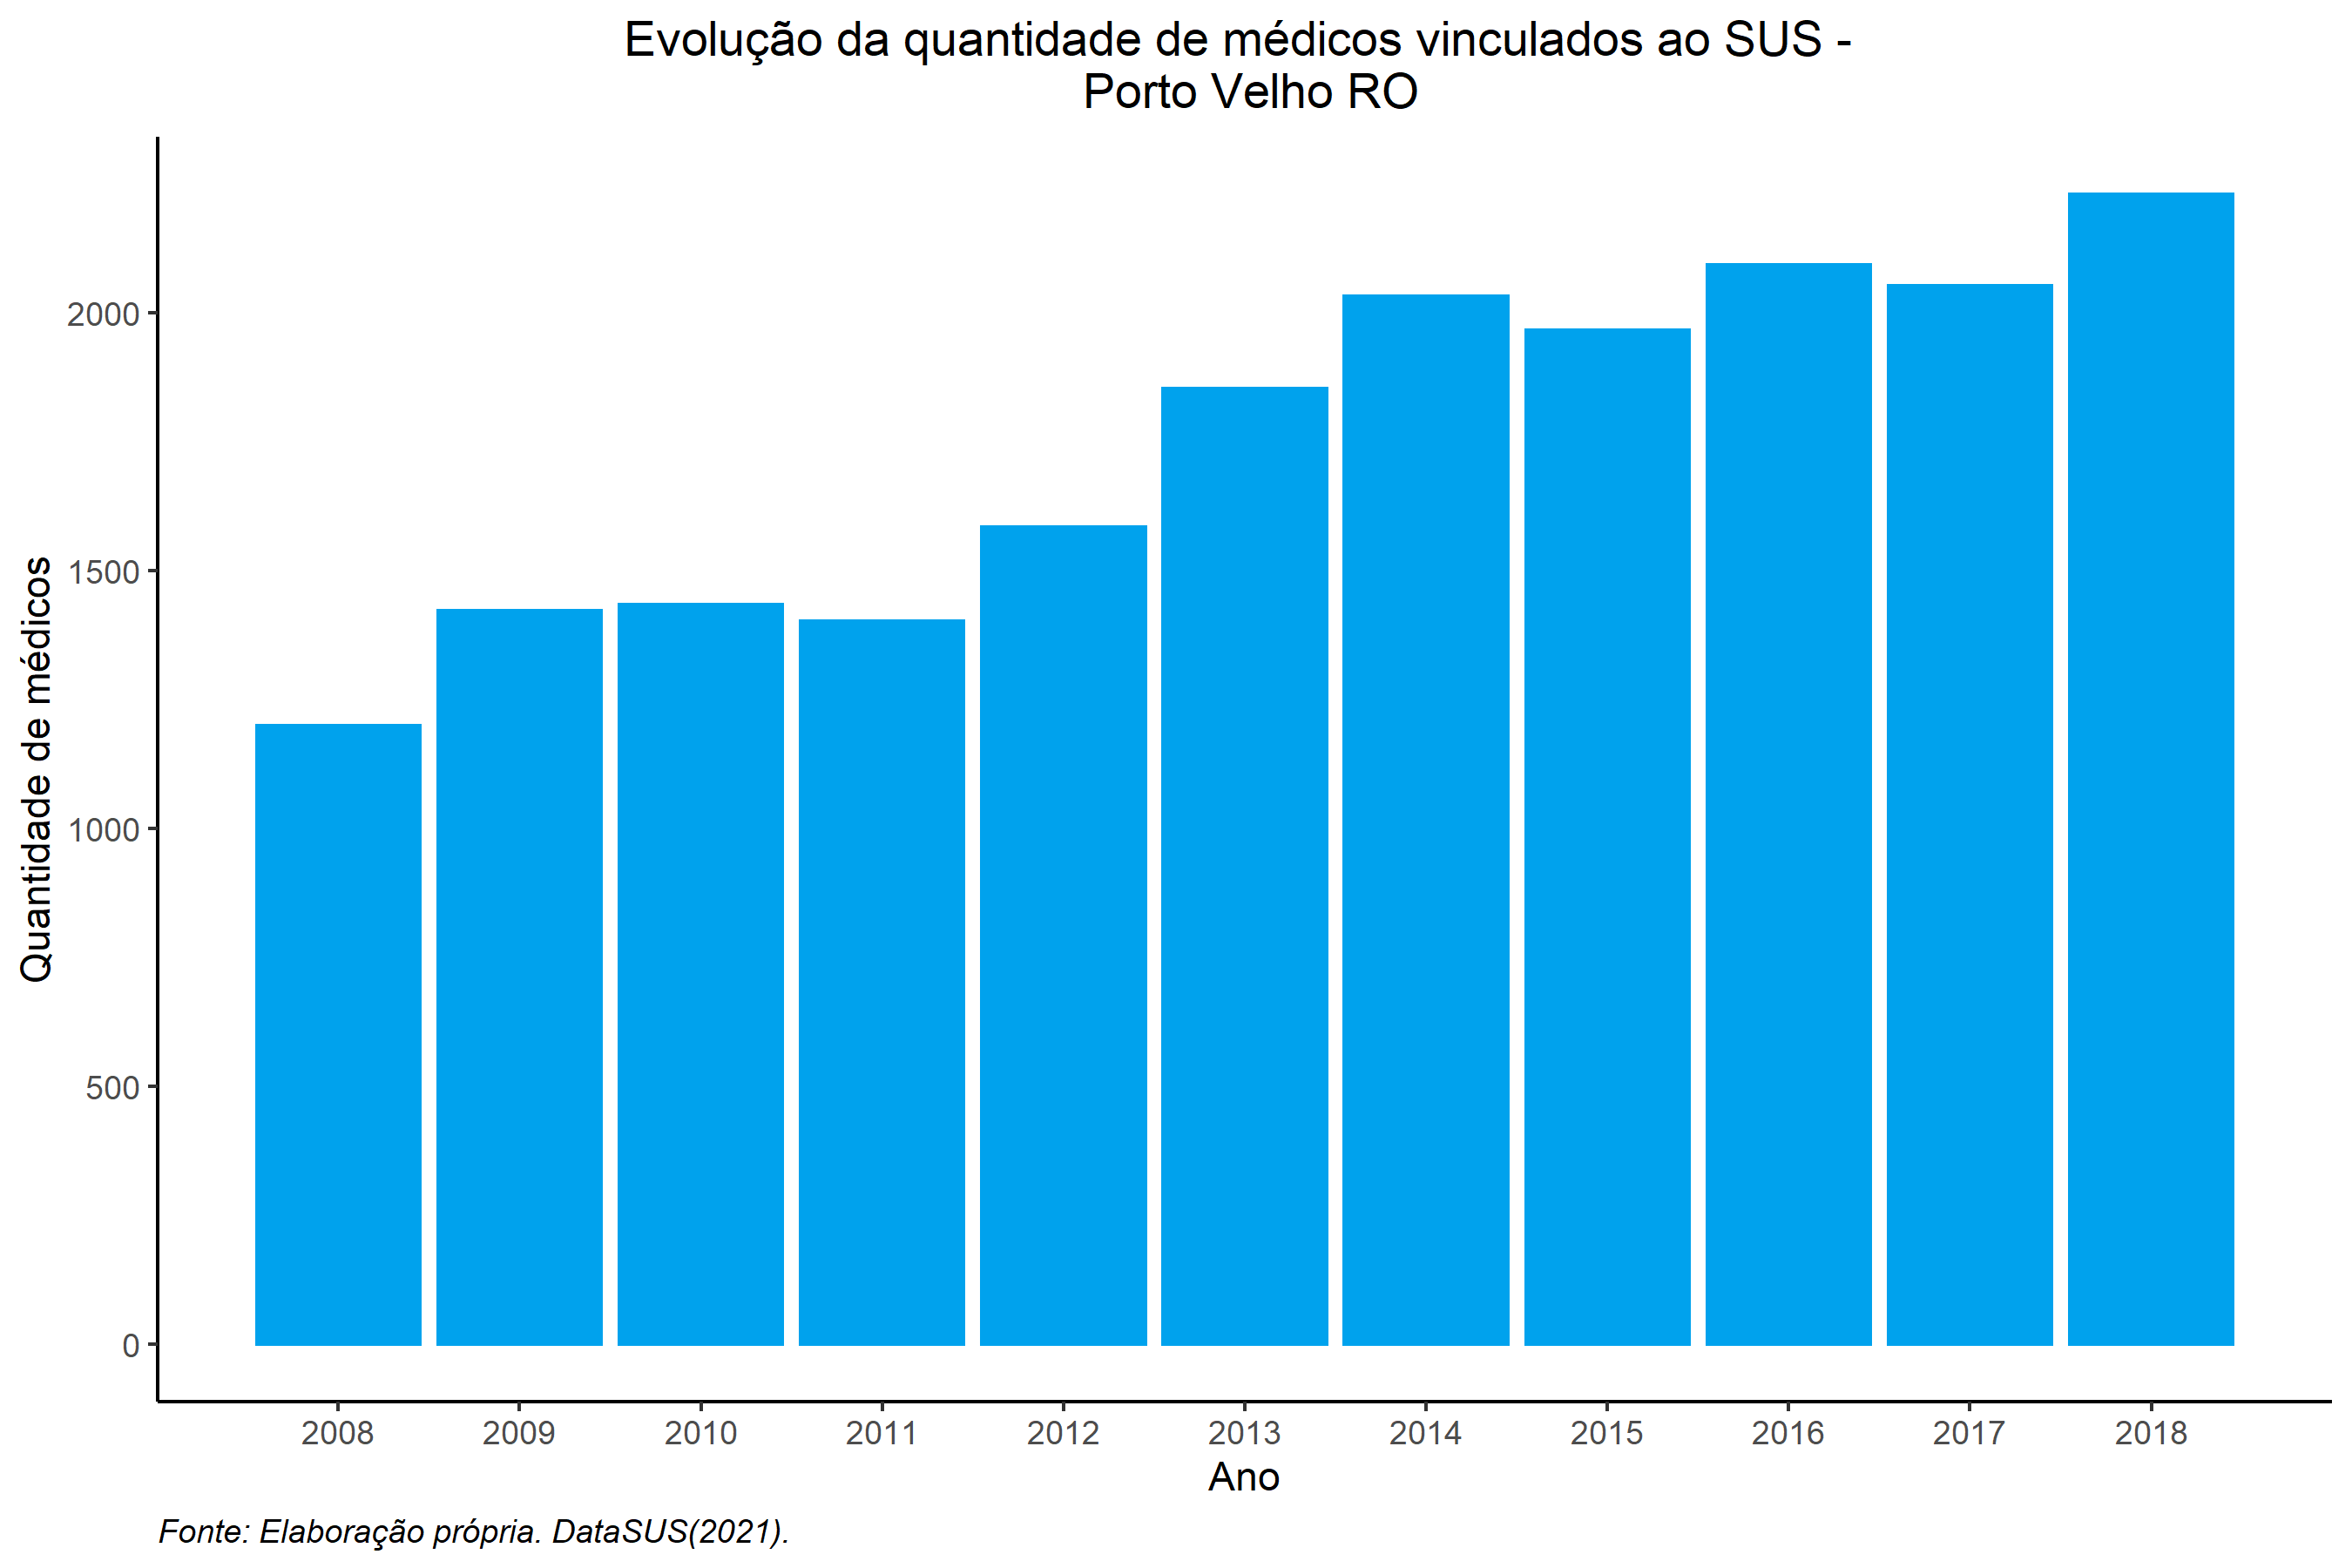 Evolução da quantidade de médicos vinculados ao SUS -
Porto Velho RO
Quantidade de médicos
2000
1500
1000
500
0
2008 2009 2010 2011 2012 2013 2014 2015 2016 2017 2018
Ano
Fonte: Elaboração própria. DataSUS(2021).